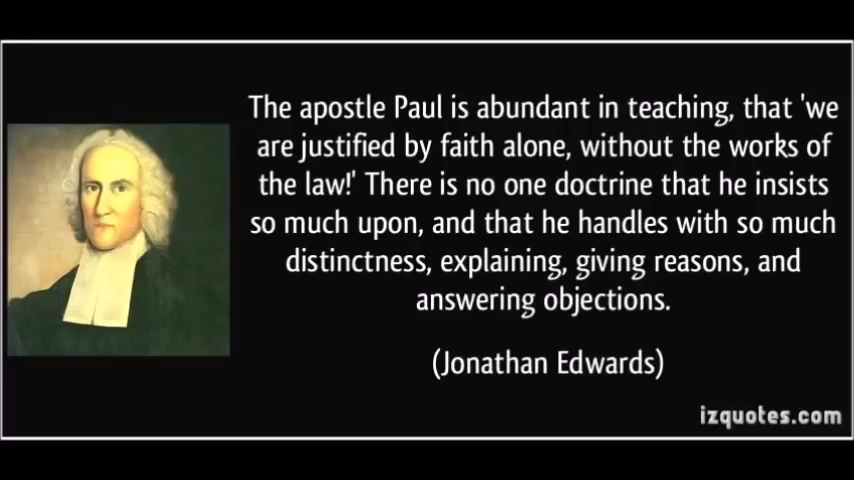 The apostle Paul is abundant in teaching, that 'we
are justified by faith alone, without the works of
the law!' There is no one doctrine that he insists
so much upon, and that he handles with so much
distinctness, explaining, giving reasons, and
answering objections.
(Jonathan Edwards)
izquotes.com